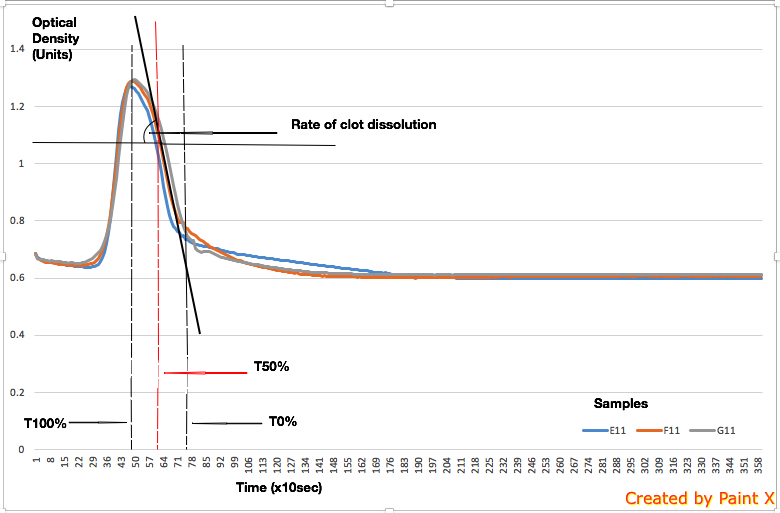 Optical
Density
(Units)
1.4
1.2
1
0.8
0.6
0.4
0.2
0
Rate of clot dissolution
T50%
T100%
T0%
Samples
E11 F11 G11
1 8 15 22 29 36 43 50 57 64 71 78 85 92 99 106 113 120 127 134 141 148 155 162 169 176 183 190 197 204 211 218 225 232 239 246 253 260 267 274 281 288 295 302 309 316 323 330 337 344 351 358
Time (x10sec)
Created by Paint X